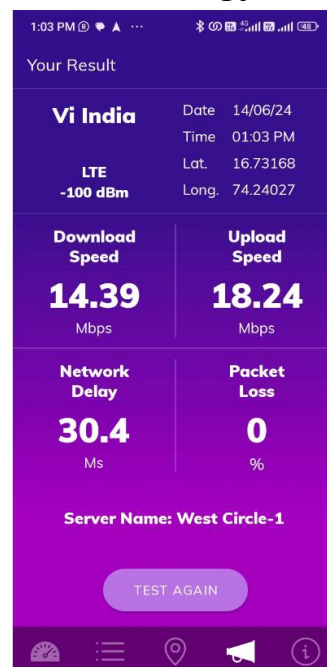 1:03 PM
48
Your Result
Vi India
LTE
-100 dBm
Date 14/06/24
Time 01:03 PM
Lat. 16.73168
Long. 74.24027
Download
Speed
14.39
Mbps
Upload
Speed
18.24
Mbps
Network
Delay
30.4
Ms
Packet
Loss
0
%
Server Name: West Circle-1
TEST AGAIN